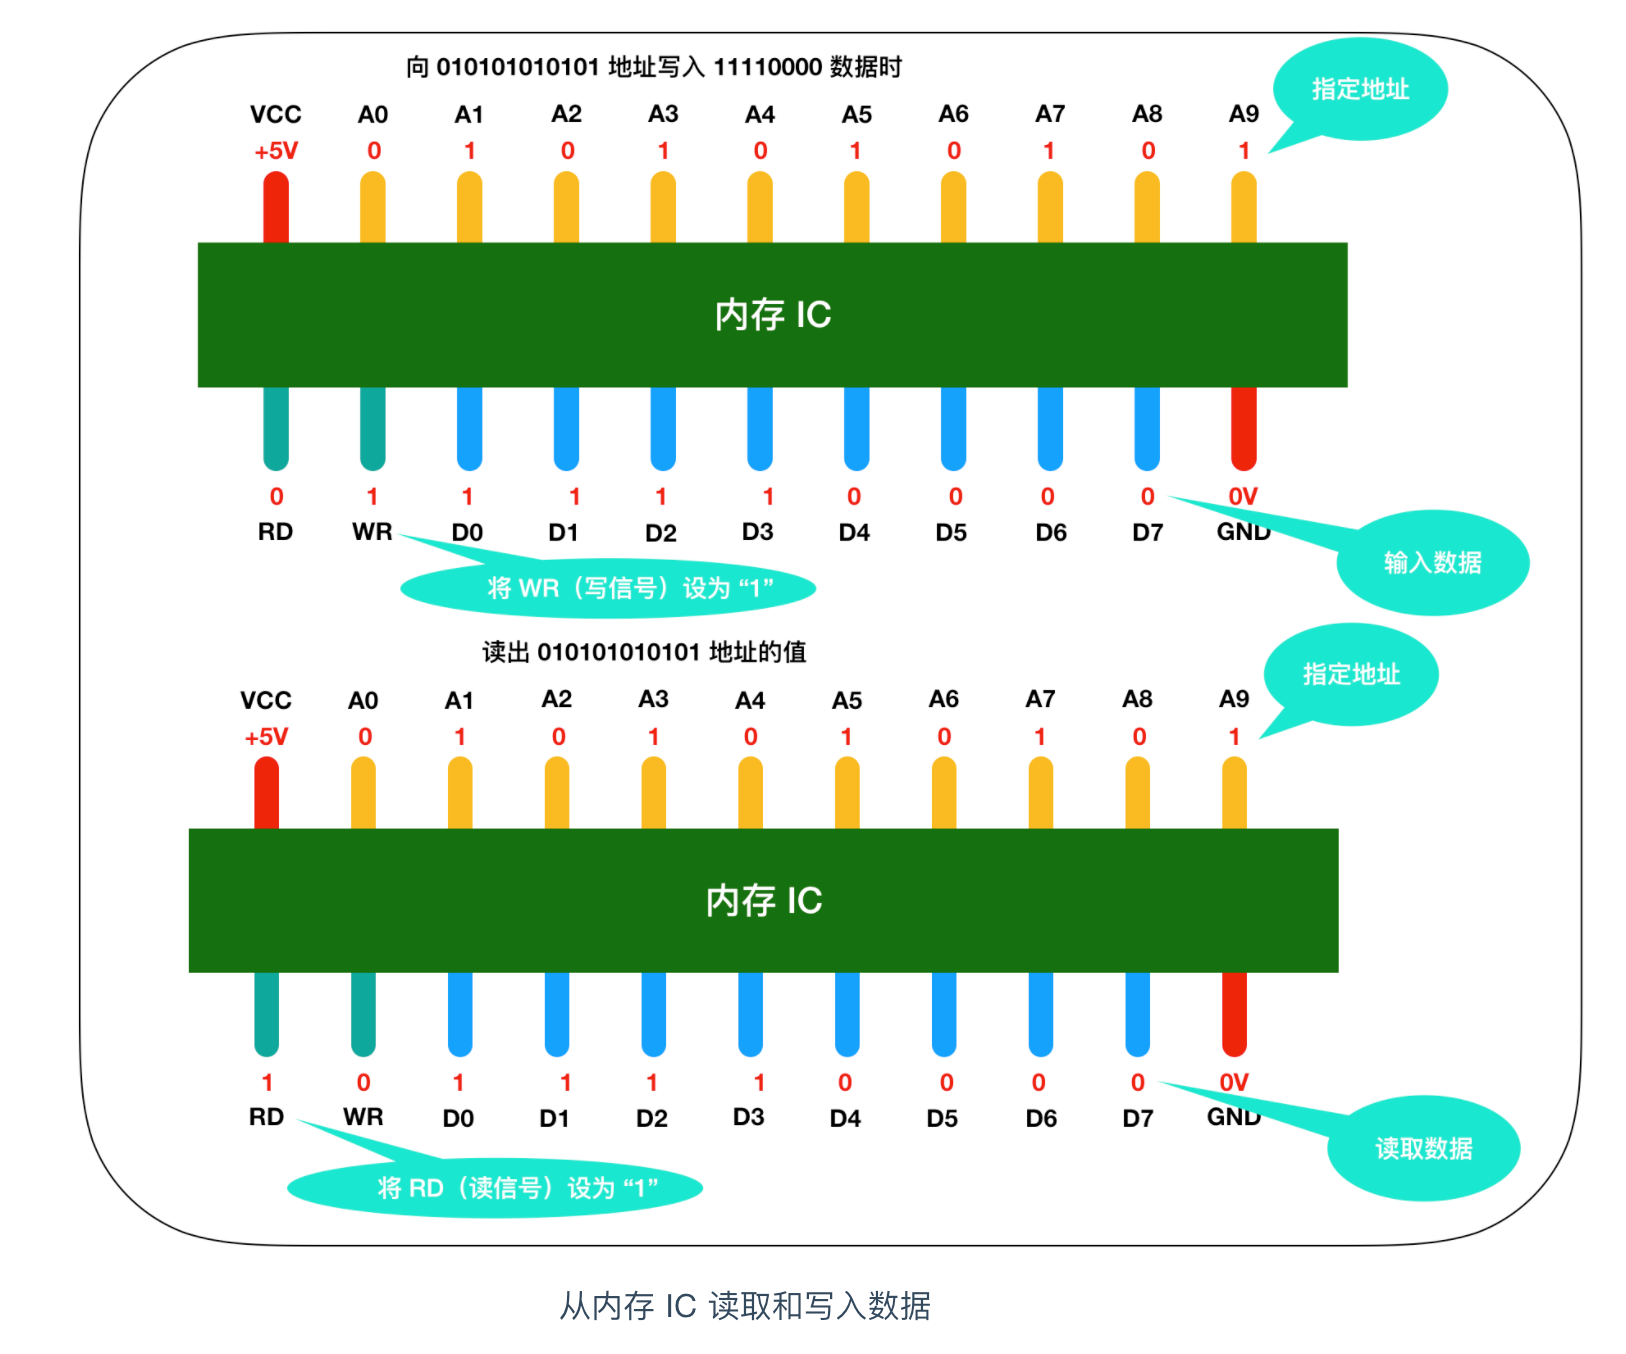 向 010101010101 地址写入 11110000 数据时
指定地址
VCC A0 A1 A2 A3 A4 A5 A6 A7 A8 A9
+5V 0 1 0 1 0 1 0 1 0 1
内存 IC
0 1 1 1 1 1 0 0 0 0 0V
RD WR D0 D1 D2 D3 D4 D5 D6 D7 GND
输入数据
将 WR（写信号）设为 “1”
读出 010101010101 地址的值
指定地址
VCC A0 A1 A2 A3 A4 A5 A6 A7 A8 A9
+5V 0 1 0 1 0 1 0 1 0 1
内存 IC
1 0 1 1 1 1 0 0 0 0 0V
RD WR D0 D1 D2 D3 D4 D5 D6 D7 GND
读取数据
将 RD（读信号）设为 “1”
从内存 IC 读取和写入数据